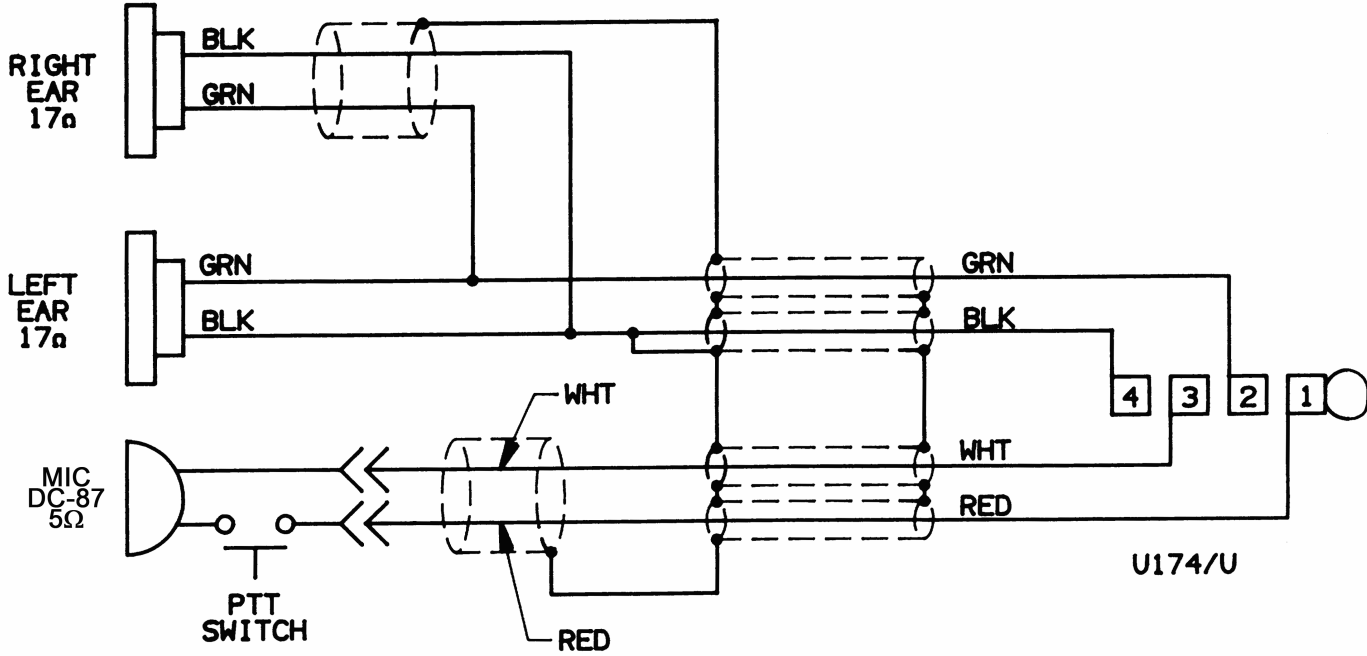 BLK
RIGHT
EAR
17Ω
GRN
GRN
LEFT
EAR
17Ω
BLK
GRN
BLK
4 3 2 1
WHT
WHT
MIC
DC-87
5Ω
RED
PTT
SWITCH
RED
U174/U